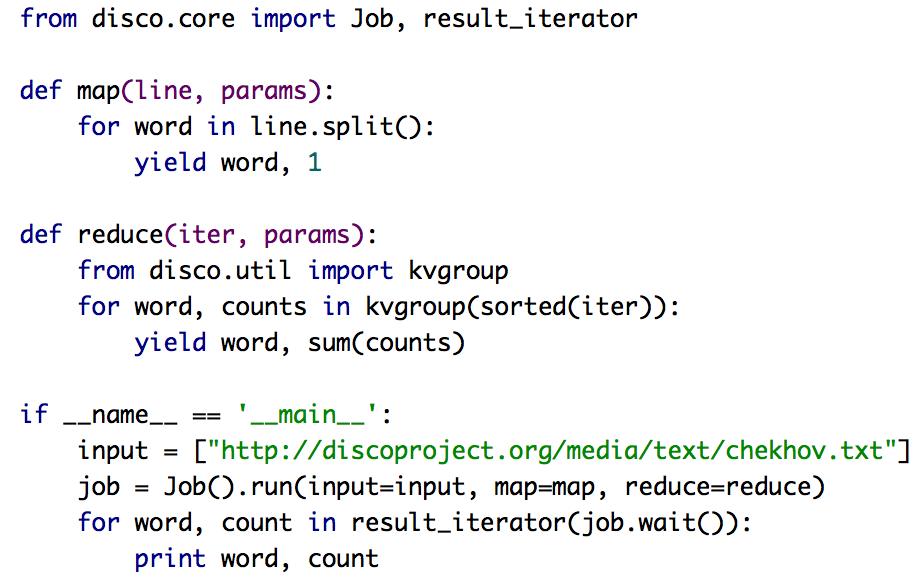 from disco.core import Job, result_iterator

def map(line, params):
    for word in line.split():
        yield word, 1

def reduce(iter, params):
    from disco.util import kvgroup
    for word, counts in kvgroup(sorted(iter)):
        yield word, sum(counts)

if __name__ == '__main__':
    input = ["http://discoproject.org/media/text/chekhov.txt"]
    job = Job().run(input=input, map=map, reduce=reduce)
    for word, count in result_iterator(job.wait()):
        print word, count